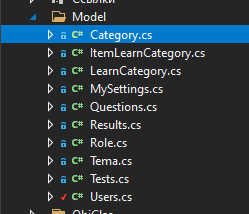 Ссылки
Model
C# Category.cs
C# ItemLearnCategory.cs
C# LearnCategory.cs
C# MySettings.cs
C# Questions.cs
C# Results.cs
C# Role.cs
C# Tema.cs
C# Tests.cs
C# Users.cs